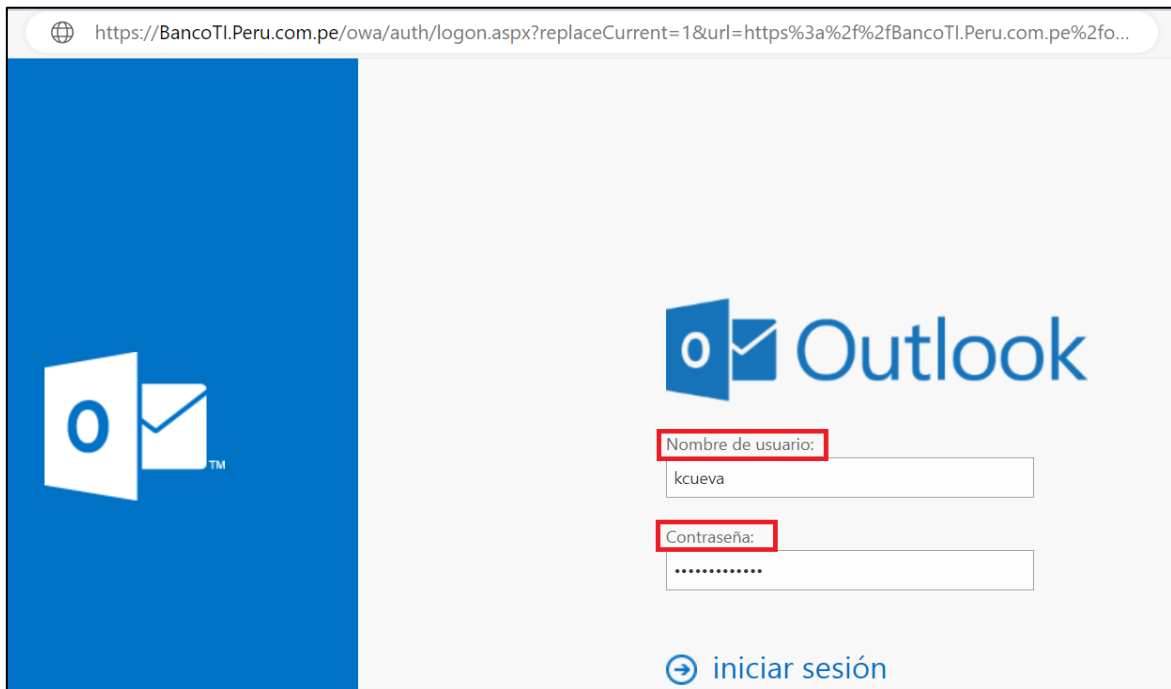 https://BancoTI.Peru.com.pe/owa/auth/logon.aspx?replaceCurrent=1&url=https%3a%2f%2fBancoTI.Peru.com.pe%2fo...
Outlook
Nombre de usuario:
kcueva
Contraseña:
•••••••••••••
iniciar sesión
TM